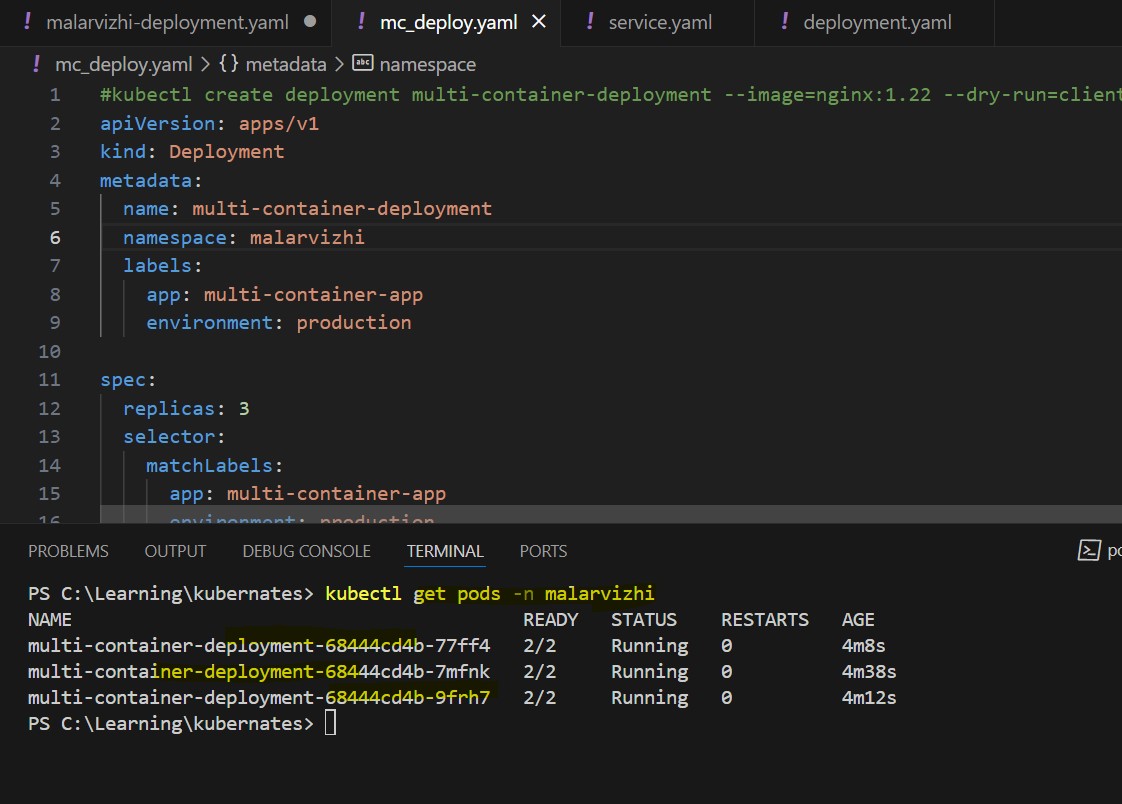 ! malarvizhi-deployment.yaml ● ! mc_deploy.yaml × ! service.yaml ! deployment.yaml
! mc_deploy.yaml > {} metadata > abc namespace
1 #kubectl create deployment multi-container-deployment --image=nginx:1.22 --dry-run=client
2 apiVersion: apps/v1
3 kind: Deployment
4 metadata:
5 name: multi-container-deployment
6 namespace: malarvizhi
7 labels:
8 app: multi-container-app
9 environment: production
10
11 spec:
12 replicas: 3
13 selector:
14 matchLabels:
15 app: multi-container-app
16 environment: production
PROBLEMS OUTPUT DEBUG CONSOLE TERMINAL PORTS
PS C:\Learning\kubernates> kubectl get pods -n malarvizhi
NAME READY STATUS RESTARTS AGE
multi-container-deployment-68444cd4b-77ff4 2/2 Running 0 4m8s
multi-container-deployment-68444cd4b-7mfnk 2/2 Running 0 4m38s
multi-container-deployment-68444cd4b-9frh7 2/2 Running 0 4m12s
PS C:\Learning\kubernates>